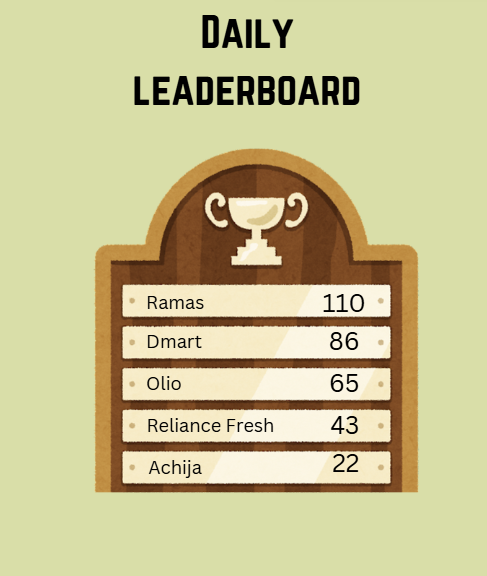 DAILY
LEADERBOARD
Ramas 110
Dmart 86
Olio 65
Reliance Fresh 43
Achija 22